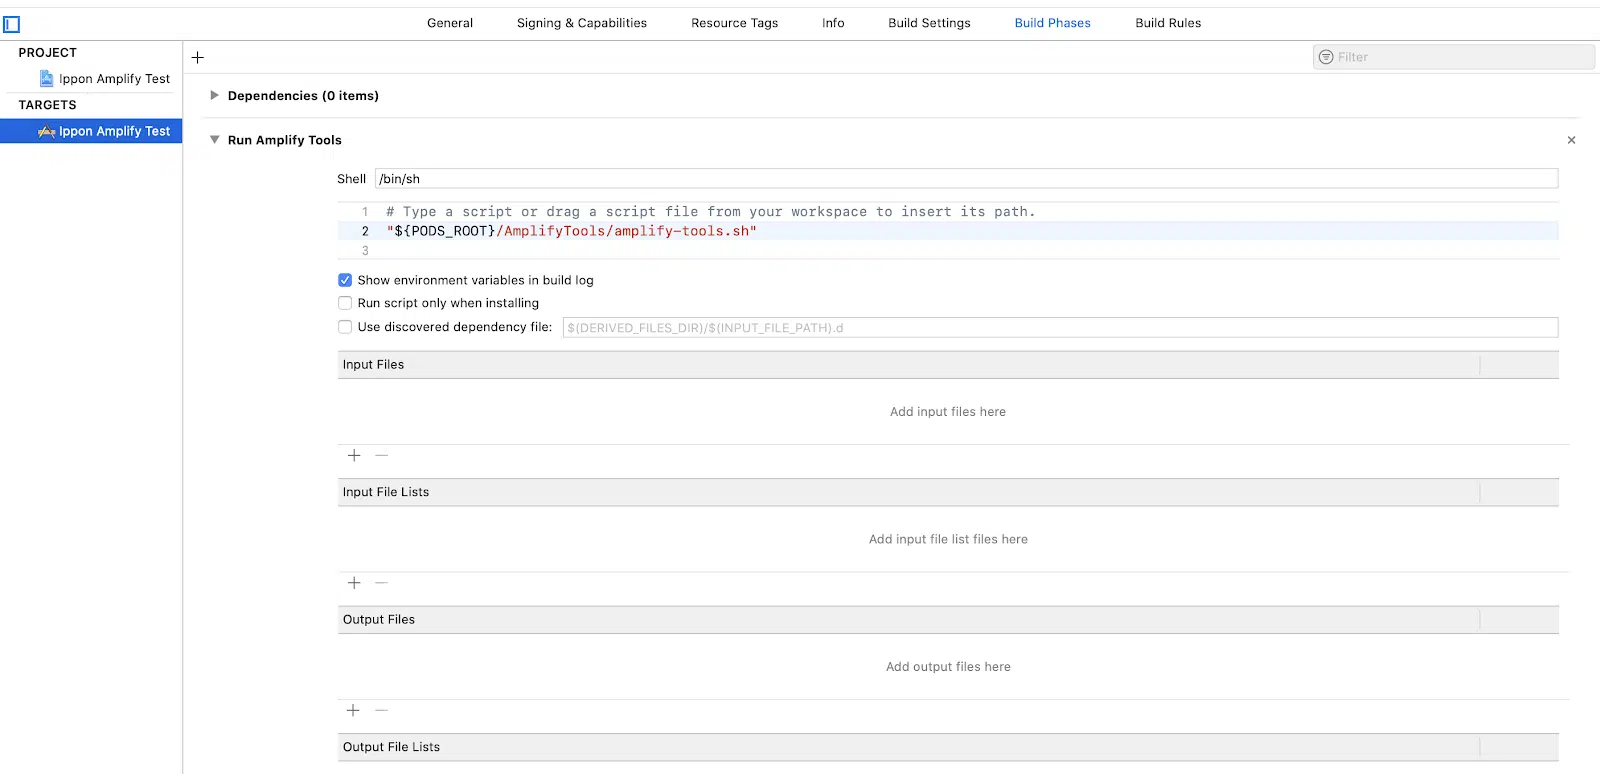 General Signing & Capabilities Resource Tags Info Build Settings Build Phases Build Rules
PROJECT
Ippon Amplify Test
TARGETS
Ippon Amplify Test
Filter
Dependencies (0 items)
Run Amplify Tools
Shell /bin/sh
1 # Type a script or drag a script file from your workspace to insert its path.
2 "${PODS_ROOT}/AmplifyTools/amplify-tools.sh"
3
Show environment variables in build log
Run script only when installing
Use discovered dependency file: $(DERIVED_FILES_DIR)/$(INPUT_FILE_PATH).d
Input Files
Add input files here
Input File Lists
Add input file list files here
Output Files
Add output files here
Output File Lists